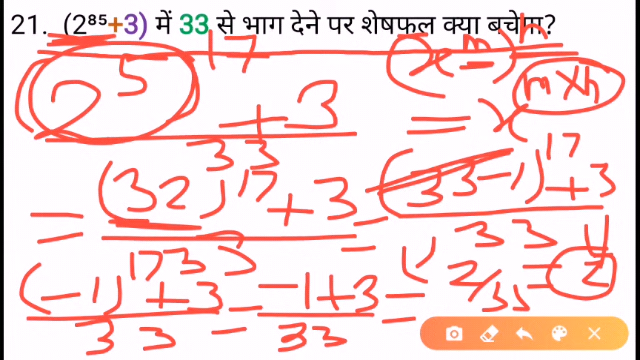 21. (2⁸⁵+3) में 33 से भाग देने पर शेषफल क्या बचेगा?
(2⁵)¹⁷ + 3 (x^m)^n
33 = x^(m×n)
= (32)¹⁷ + 3 = (33-1)¹⁷ + 3
33 33
(-1)¹⁷ + 3 = -1+3 = 2/33 = 2
33 33